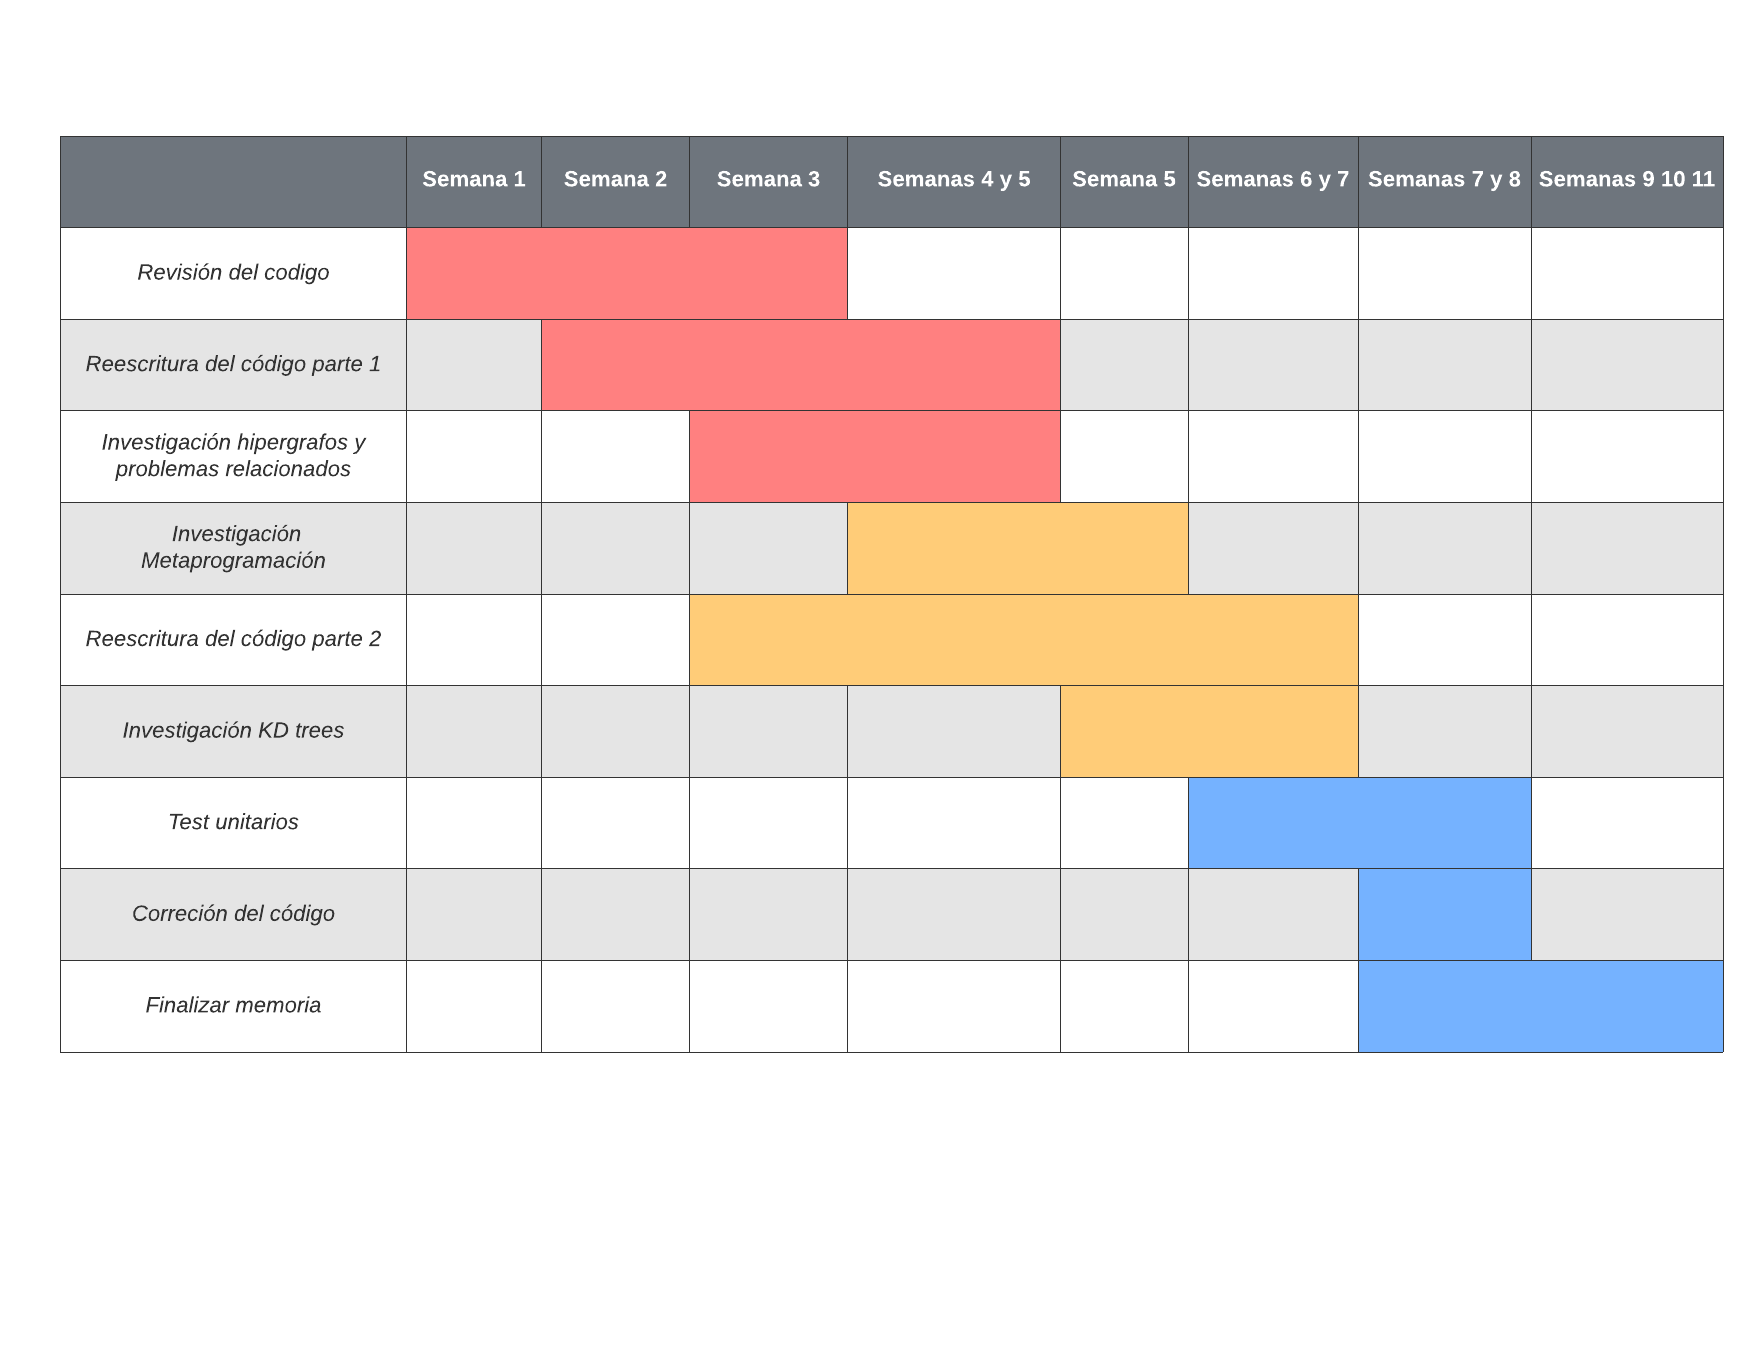 Semana 1
Semana 2
Semana 3
Semanas 4 y 5
Semana 5
Semanas 6 y 7
Semanas 7 y 8
Semanas 9 10 11
Revisión del codigo
Reescritura del código parte 1
Investigación hipergrafos y
problemas relacionados
Investigación
Metaprogramación
Reescritura del código parte 2
Investigación KD trees
Test unitarios
Correción del código
Finalizar memoria